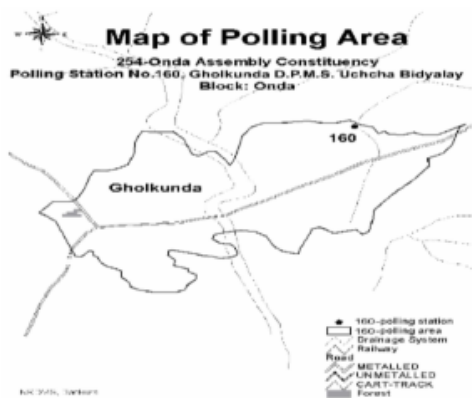 W E
Map of Polling Area
254-Onda Assembly Constituency
Polling Station No.160, Gholkunda D.P.M.S. Uchcha Bidyalay
Block: Onda
160
Gholkunda
160-polling station
160-polling area
Drainage System
Railway
Road
METALLED
UNMETALLED
CART-TRACK
Forest